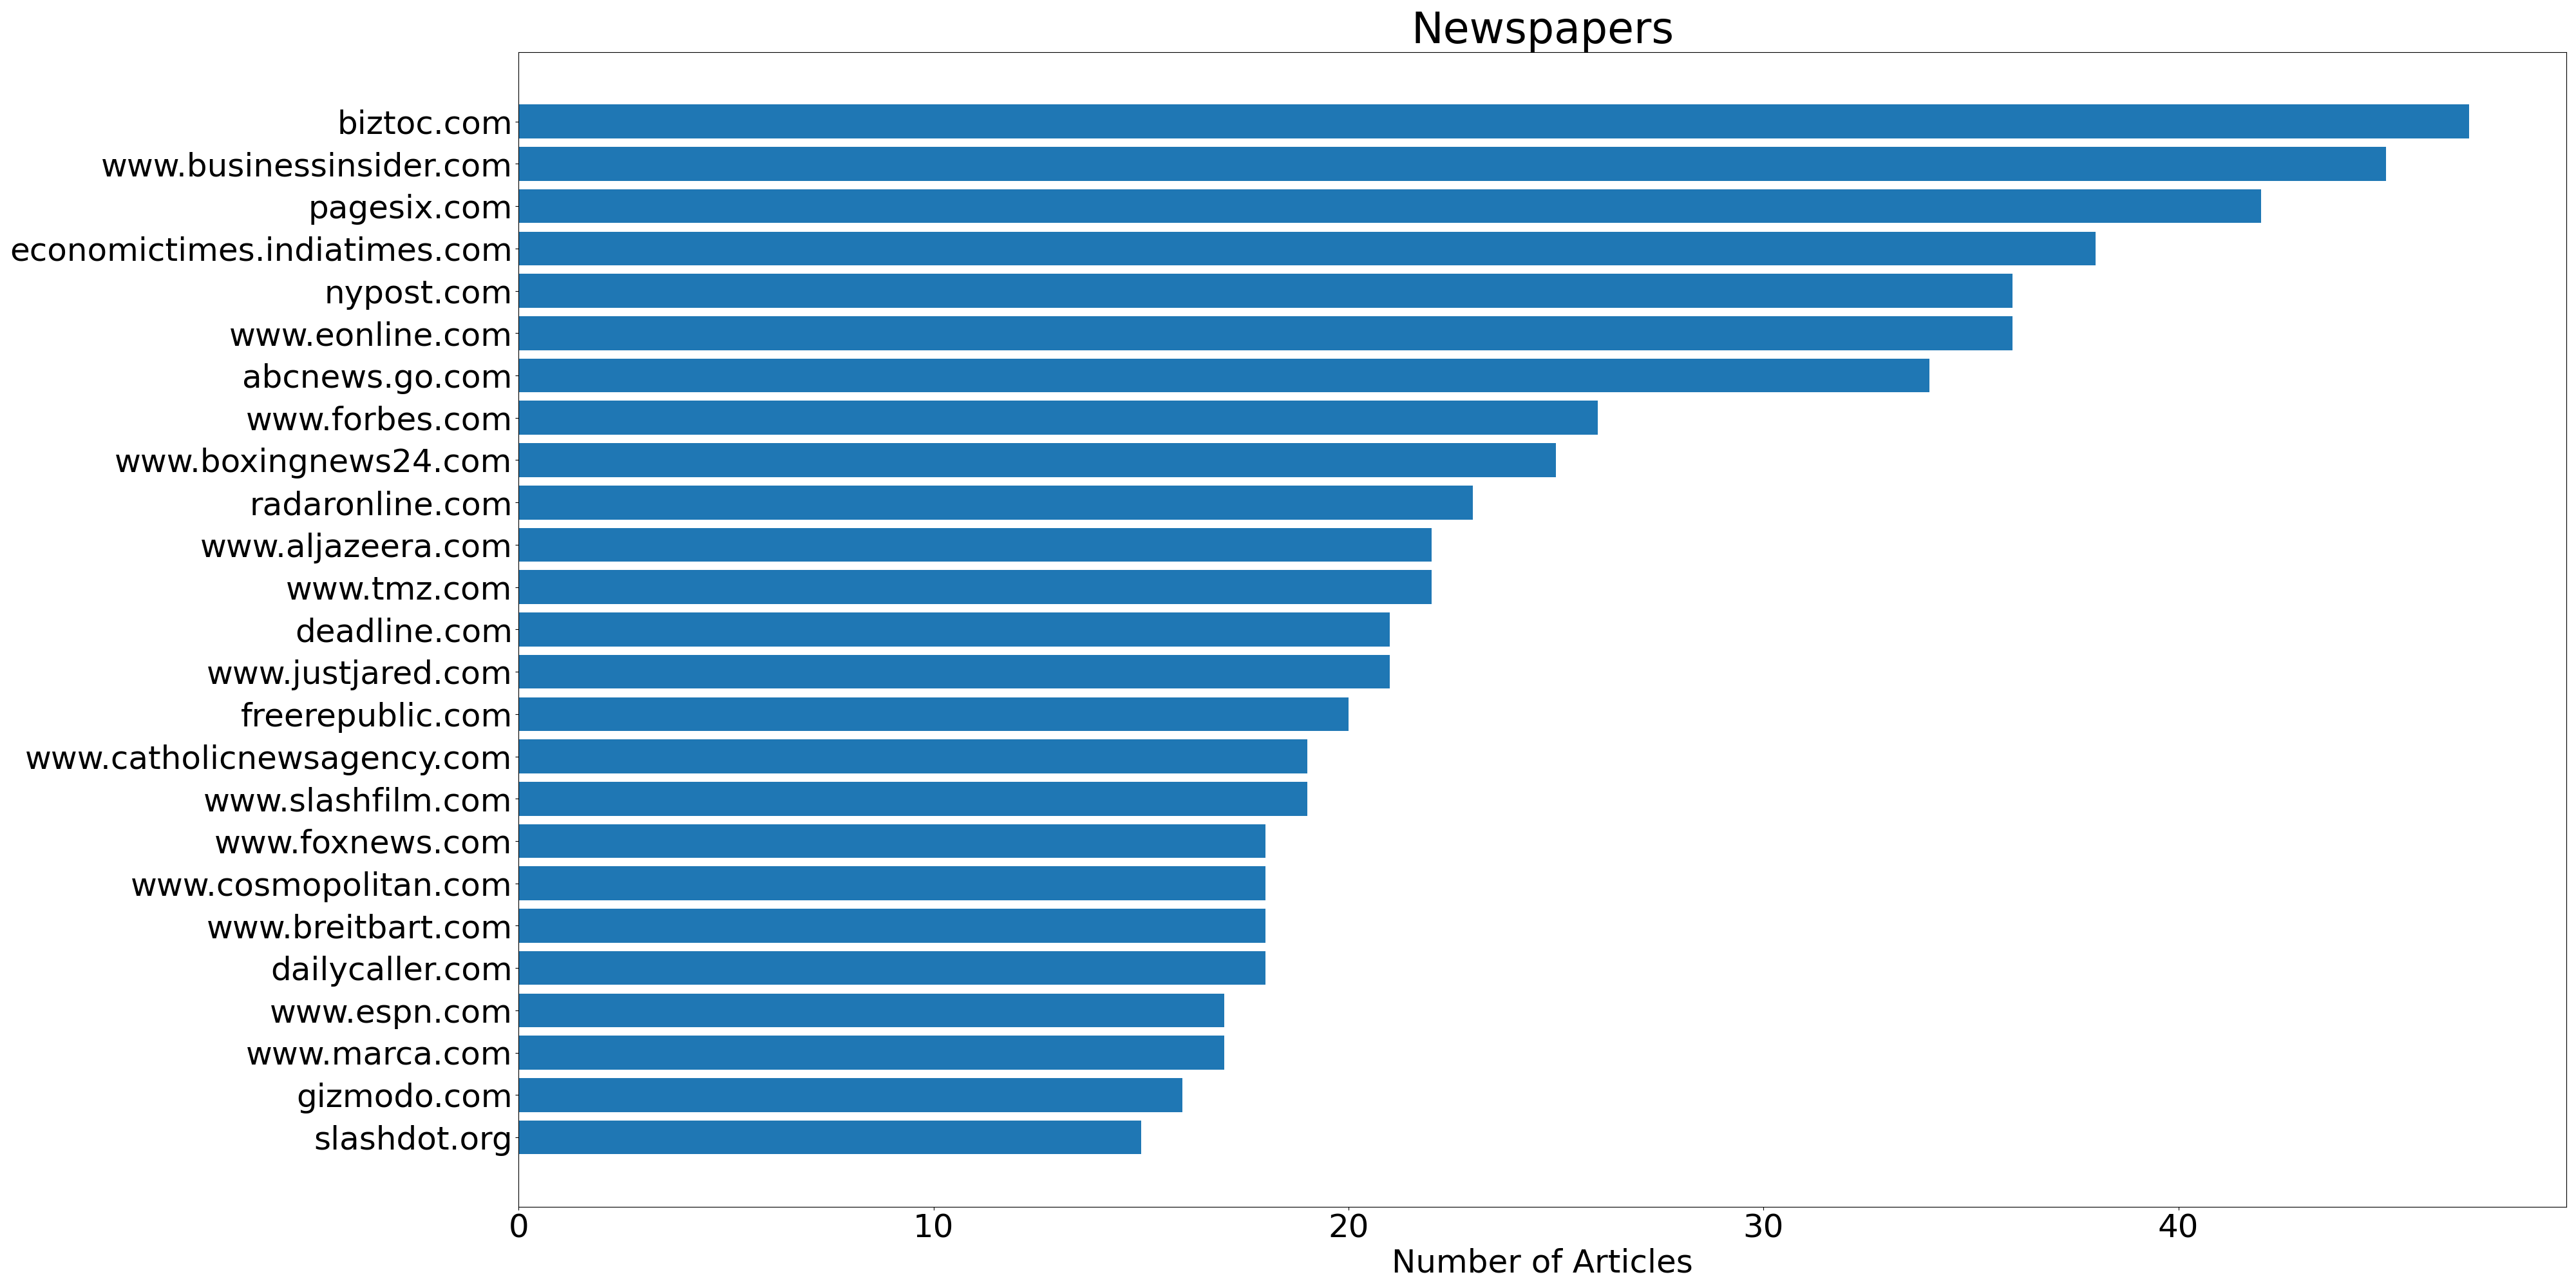 Newspapers
biztoc.com
www.businessinsider.com
pagesix.com
economictimes.indiatimes.com
nypost.com
www.eonline.com
abcnews.go.com
www.forbes.com
www.boxingnews24.com
radaronline.com
www.aljazeera.com
www.tmz.com
deadline.com
www.justjared.com
freerepublic.com
www.catholicnewsagency.com
www.slashfilm.com
www.foxnews.com
www.cosmopolitan.com
www.breitbart.com
dailycaller.com
www.espn.com
www.marca.com
gizmodo.com
slashdot.org
0 10 20 30 40
Number of Articles